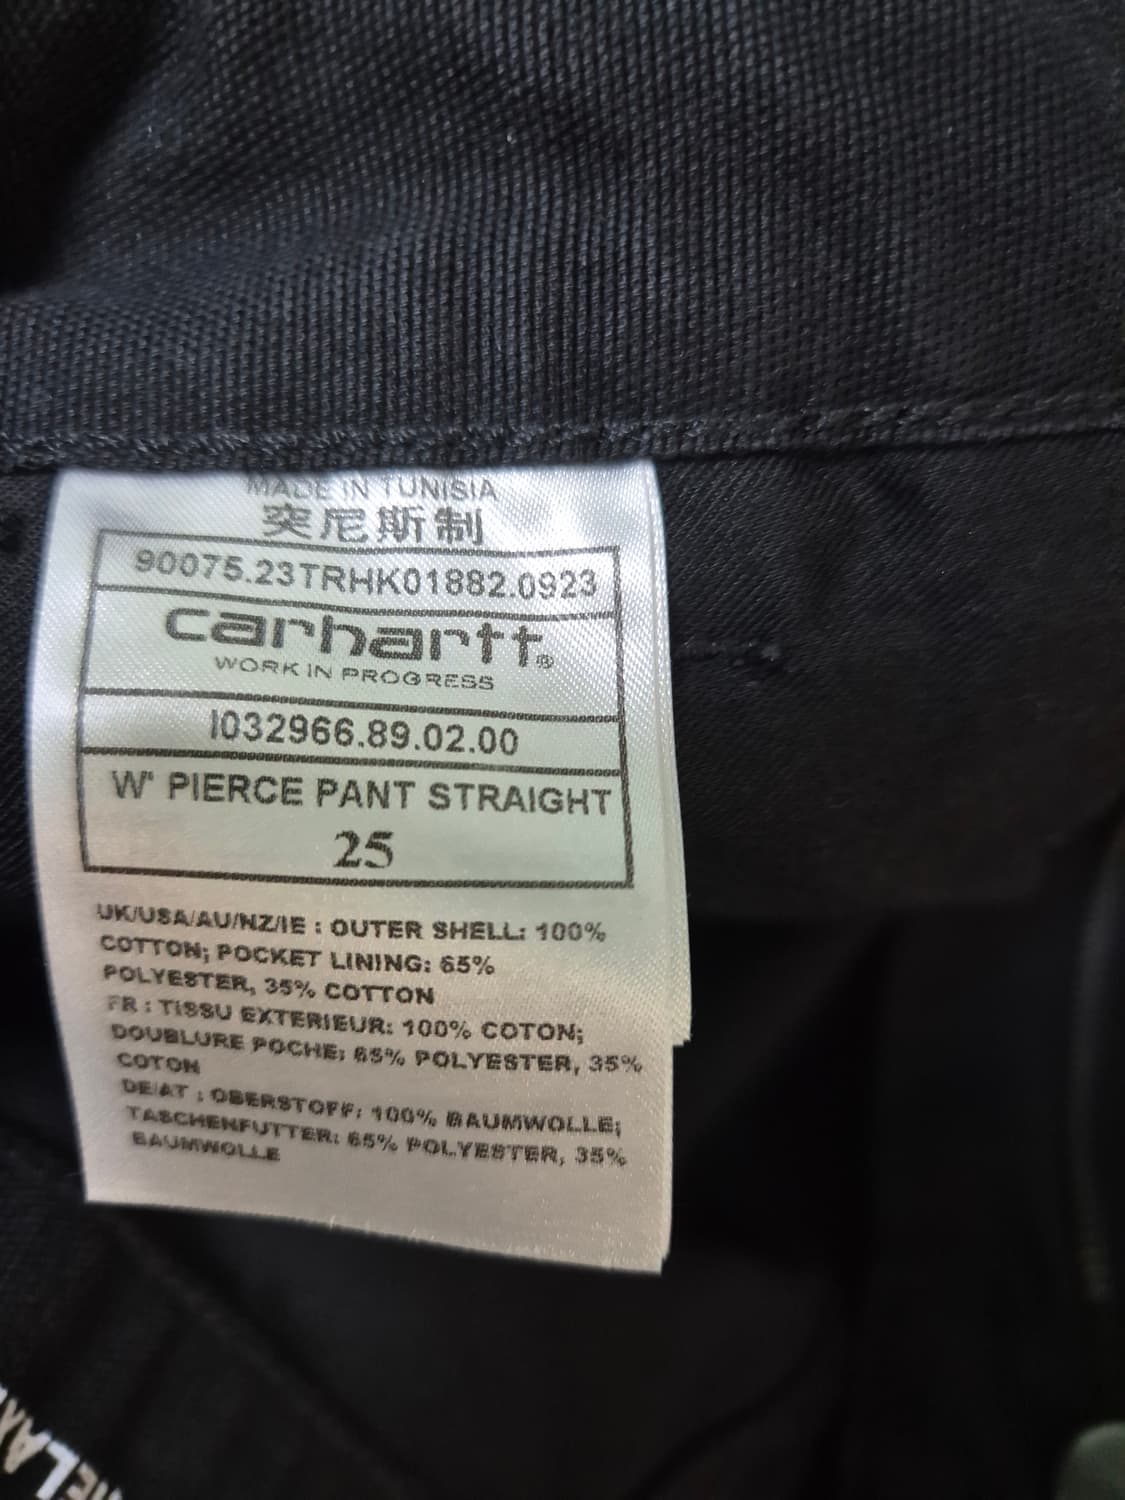 MADE IN TUNISIA
突尼斯制
90075.23TRHK01882.0923
carhartt®
WORK IN PROGRESS
I032966.89.02.00
W' PIERCE PANT STRAIGHT
25
UK/USA/AU/NZ/IE : OUTER SHELL: 100%
COTTON; POCKET LINING: 65%
POLYESTER, 35% COTTON
FR : TISSU EXTERIEUR: 100% COTON;
DOUBLURE POCHE: 65% POLYESTER, 35%
COTON
DE/AT : OBERSTOFF: 100% BAUMWOLLE;
TASCHENFUTTER: 65% POLYESTER, 35%
BAUMWOLLE